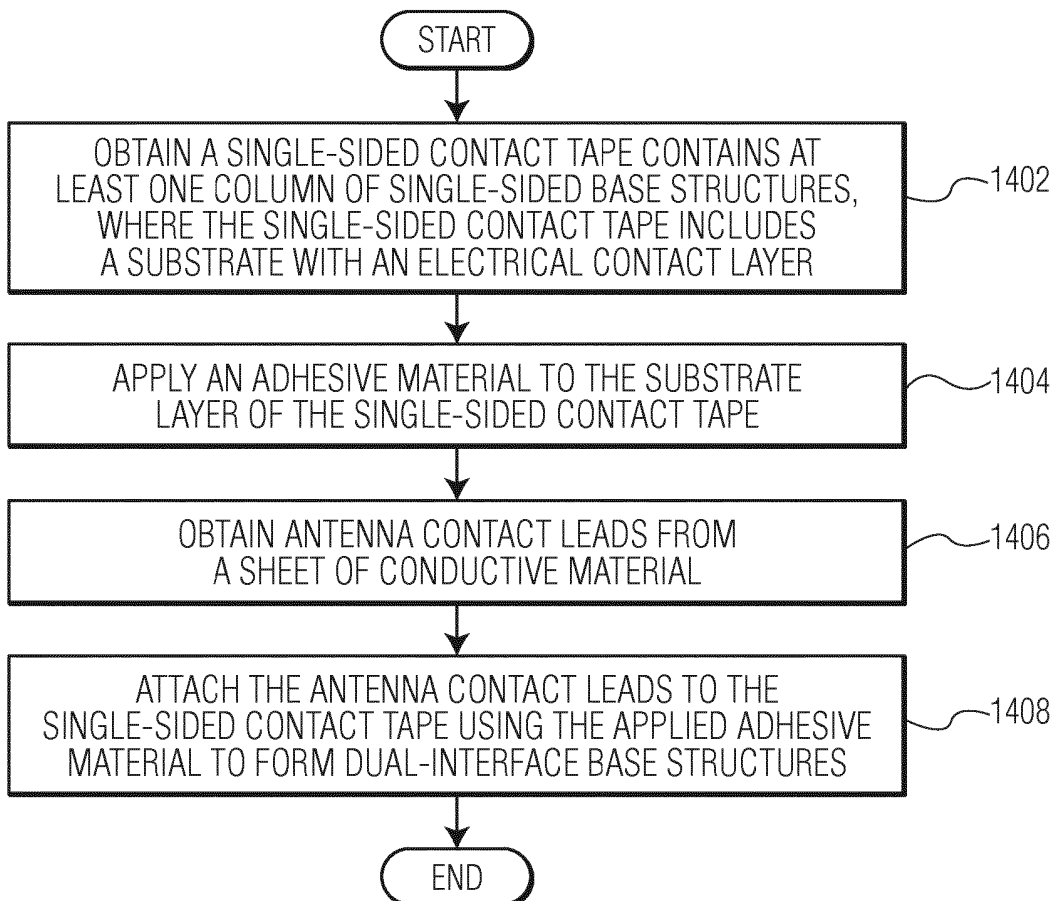 START
OBTAIN A SINGLE-SIDED CONTACT TAPE CONTAINS AT
LEAST ONE COLUMN OF SINGLE-SIDED BASE STRUCTURES,
WHERE THE SINGLE-SIDED CONTACT TAPE INCLUDES
A SUBSTRATE WITH AN ELECTRICAL CONTACT LAYER
1402
APPLY AN ADHESIVE MATERIAL TO THE SUBSTRATE
LAYER OF THE SINGLE-SIDED CONTACT TAPE
1404
OBTAIN ANTENNA CONTACT LEADS FROM
A SHEET OF CONDUCTIVE MATERIAL
1406
ATTACH THE ANTENNA CONTACT LEADS TO THE
SINGLE-SIDED CONTACT TAPE USING THE APPLIED ADHESIVE
MATERIAL TO FORM DUAL-INTERFACE BASE STRUCTURES
1408
END